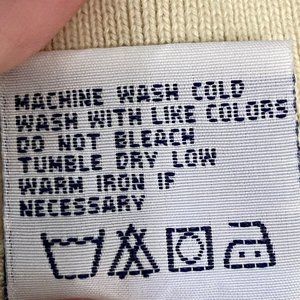 MACHINE WASH COLD
WASH WITH LIKE COLORS
DO NOT BLEACH
TUMBLE DRY LOW
WARM IRON IF
NECESSARY